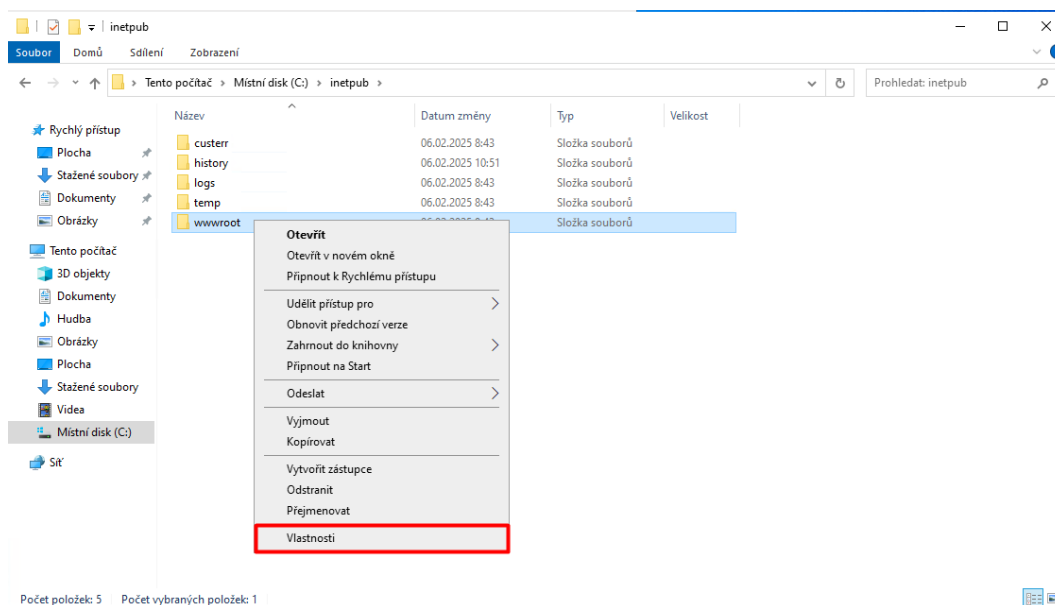 inetpub
Soubor Domů Sdílení Zobrazení
Tento počítač › Místní disk (C:) › inetpub ›
Prohledat: inetpub
Název Datum změny Typ Velikost
Rychlý přístup
Plocha
Stažené soubory
Dokumenty
Obrázky
Tento počítač
3D objekty
Dokumenty
Hudba
Obrázky
Plocha
Stažené soubory
Videa
Místní disk (C:)
Síť
custerr 06.02.2025 8:43 Složka souborů
history 06.02.2025 10:51 Složka souborů
logs 06.02.2025 8:43 Složka souborů
temp 06.02.2025 8:43 Složka souborů
wwwroot Složka souborů
Otevřít
Otevřít v novém okně
Připnout k Rychlému přístupu
Udělit přístup pro
Obnovit předchozí verze
Zahrnout do knihovny
Připnout na Start
Odeslat
Vyjmout
Kopírovat
Vytvořit zástupce
Odstranit
Přejmenovat
Vlastnosti
Počet položek: 5 Počet vybraných položek: 1